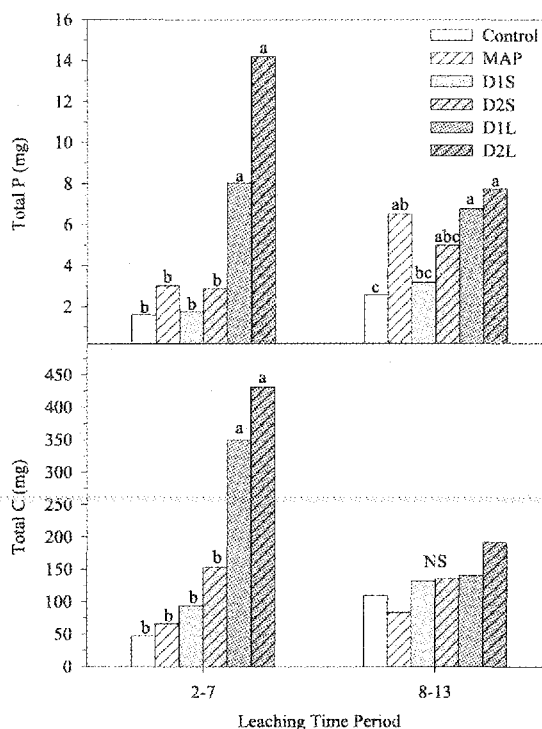 16
14
12
10
8
6
4
2
Total P (mg)
Control
MAP
D1S
D2S
D1L
D2L
b
b
b
b
a
a
c
ab
bc
abc
a
a
450
400
350
300
250
200
150
100
50
0
Total C (mg)
b
b
b
b
a
a
NS
2-7
8-13
Leaching Time Period